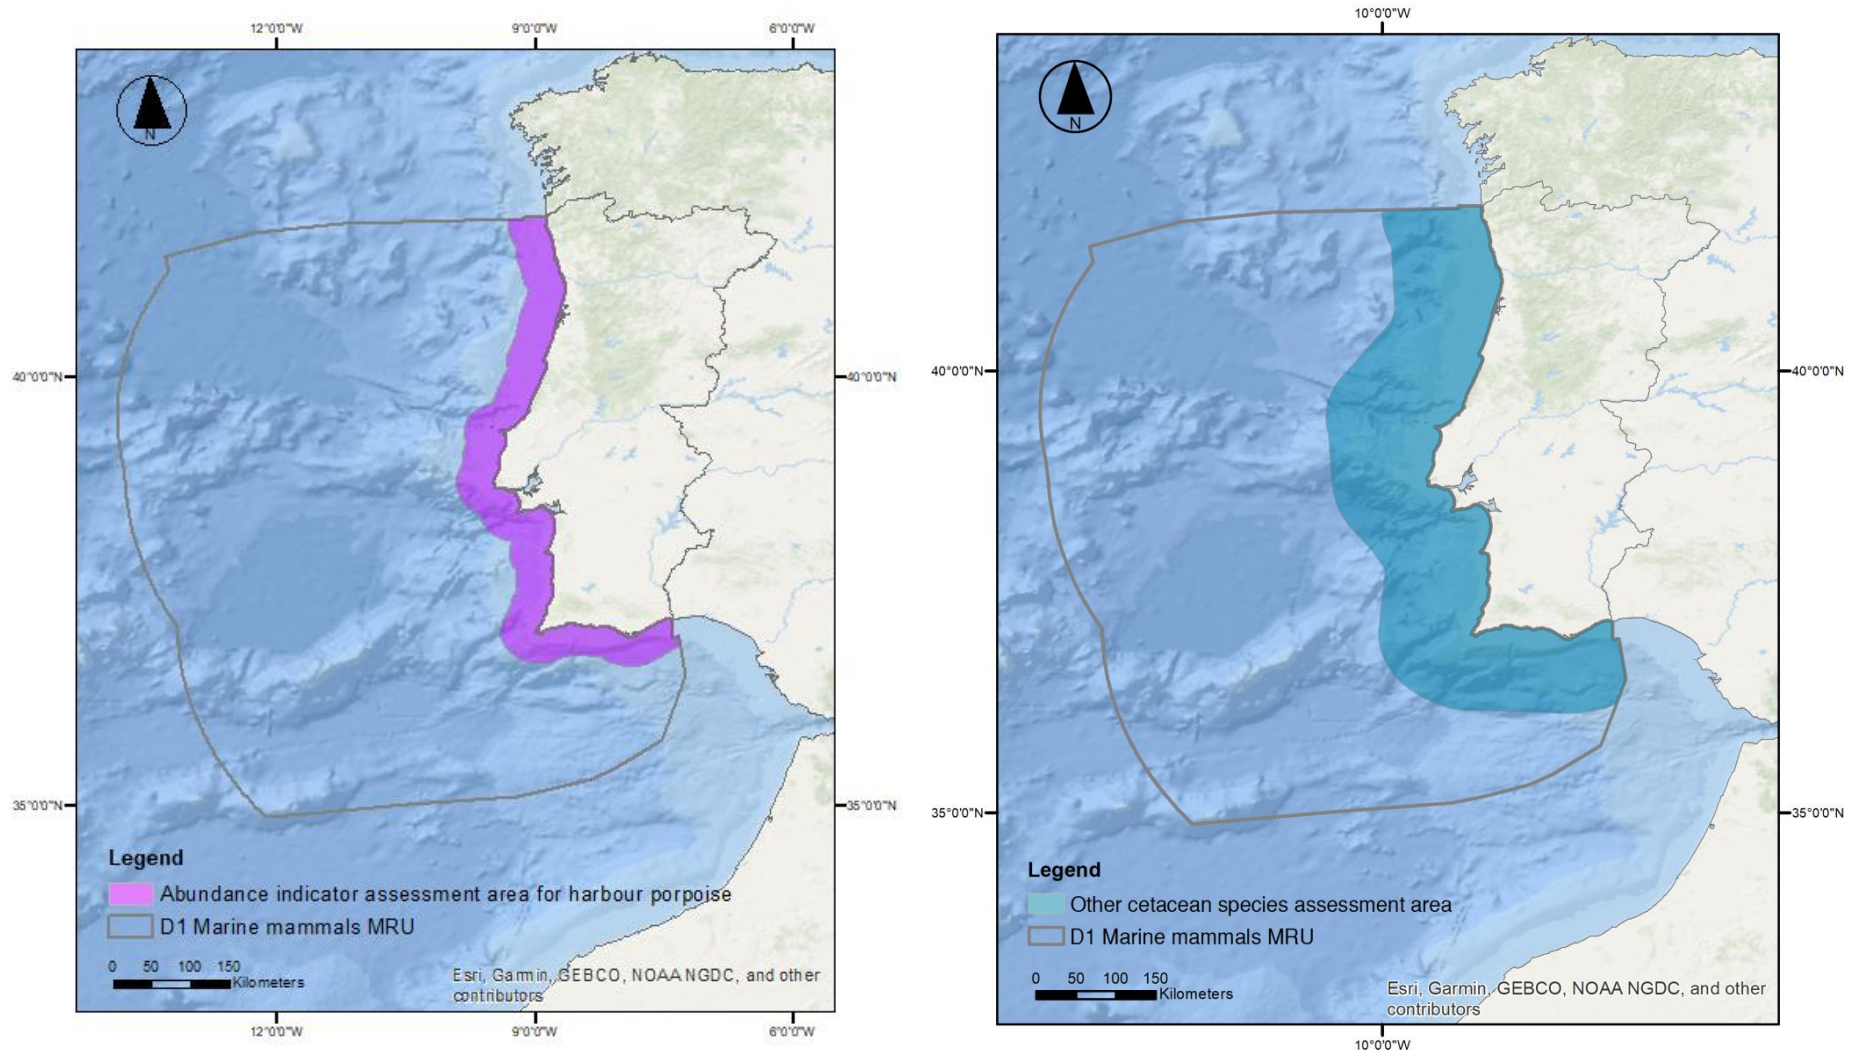 12°0'0"W 9°0'0"W 6°0'0"W
N
40°0'0"N 40°0'0"N
35°0'0"N 35°0'0"N
Legend
Abundance indicator assessment area for harbour porpoise
D1 Marine mammals MRU
0 50 100 150
Kilometers
Esri, Garmin, GEBCO, NOAA NGDC, and other
contributors
12°0'0"W 9°0'0"W 6°0'0"W
10°0'0"W
N
40°0'0"N 40°0'0"N
35°0'0"N 35°0'0"N
Legend
Other cetacean species assessment area
D1 Marine mammals MRU
0 50 100 150
Kilometers
Esri, Garmin, GEBCO, NOAA NGDC, and other
contributors
10°0'0"W